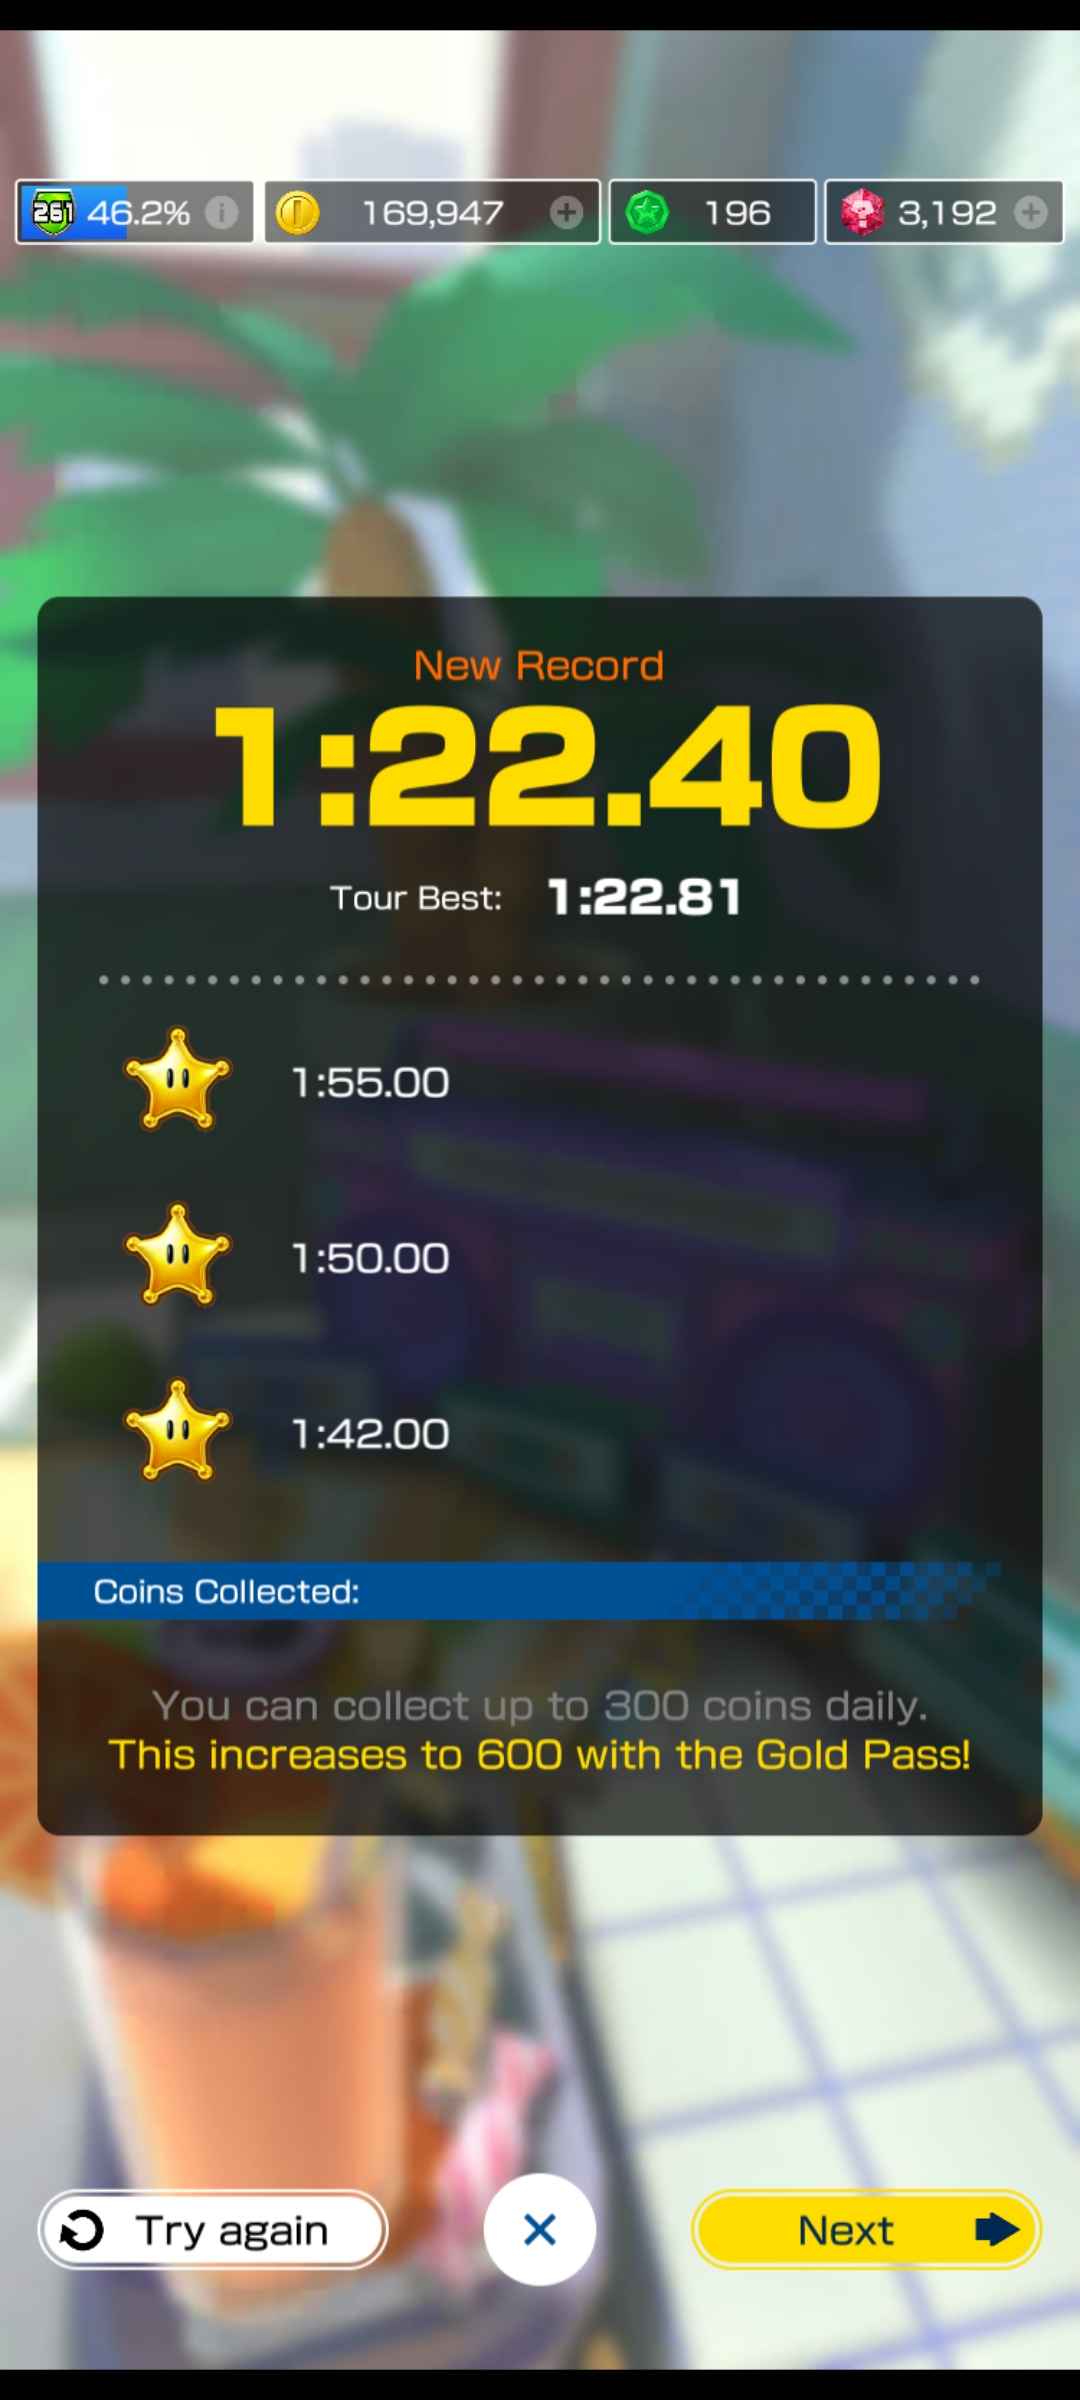 261 46.2% i 169,947 + 196 3,192 +
New Record
1:22.40
Tour Best: 1:22.81
1:55.00
1:50.00
1:42.00
Coins Collected:
You can collect up to 300 coins daily.
This increases to 600 with the Gold Pass!
Try again × Next